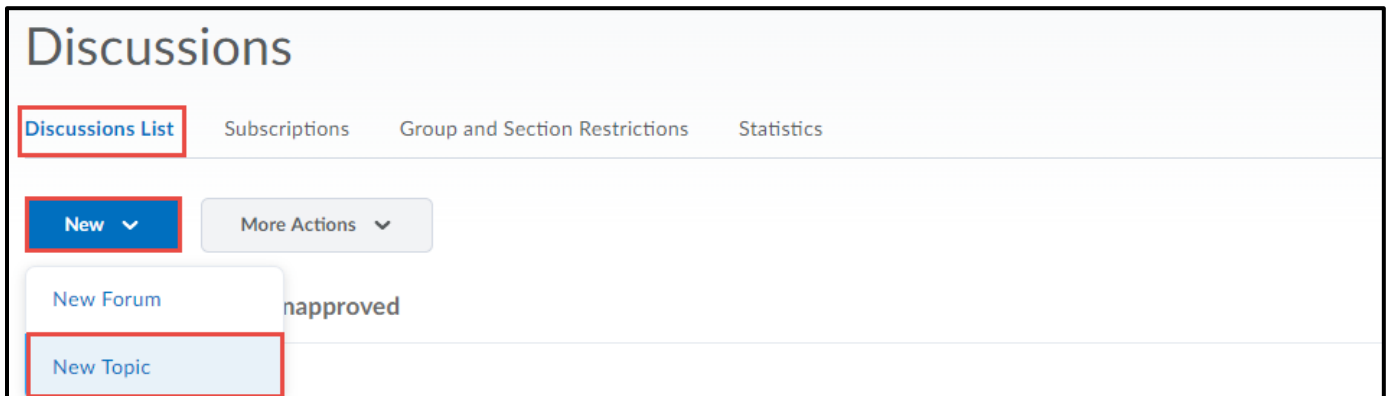 Discussions
Discussions List Subscriptions Group and Section Restrictions Statistics
New More Actions
New Forum
napproved
New Topic